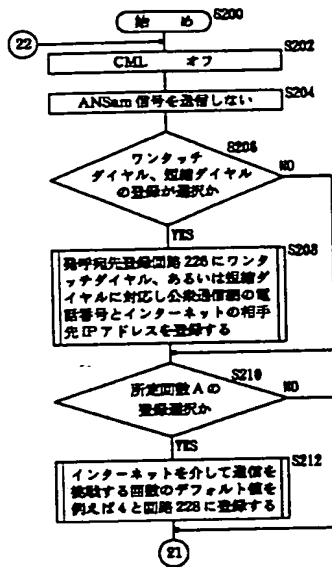 始め
S200
22
S202
CML オフ
S204
ANSam 信号を送信しない
S206
ワンタッチ
ダイヤル、短縮ダイヤル
の登録が選択か
NO
YES
S208
発呼宛先登録回路 226 にワンタ
ッチダイヤル、あるいは短縮ダ
イヤルに対応し公衆通信網の電
話番号とインターネットの相手
先 IP アドレスを登録する
S210
所定回数 A の
登録選択か
NO
YES
S212
インターネットを介して通信を
挑戦する回数のデフォルト値を
例えば 4 と回路 228 に登録する
21